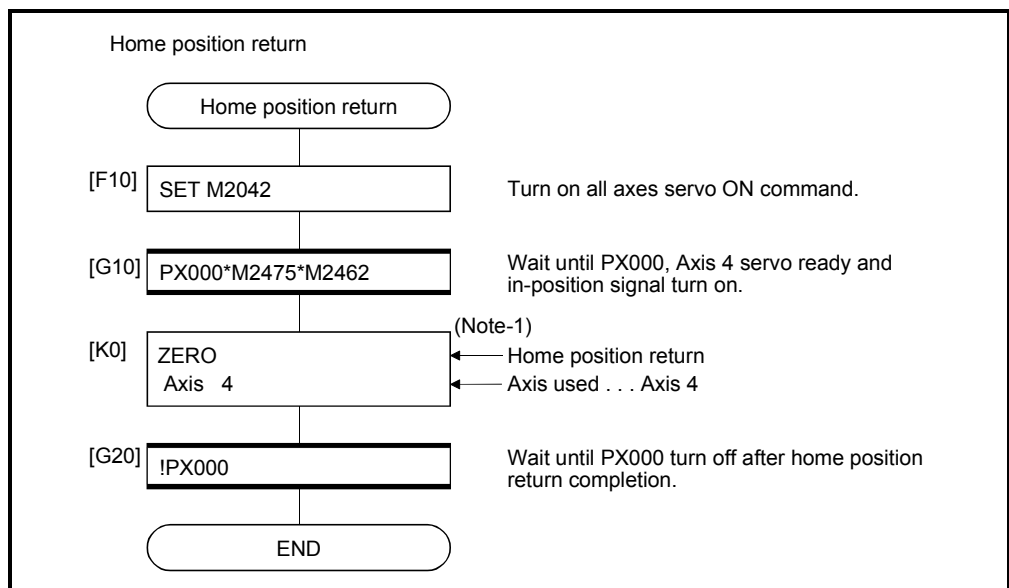 Home position return
Home position return
[F10] SET M2042 Turn on all axes servo ON command.
[G10] PX000*M2475*M2462 Wait until PX000, Axis 4 servo ready and
in-position signal turn on.
(Note-1)
[K0] ZERO Home position return
Axis 4 Axis used . . . Axis 4
[G20] !PX000 Wait until PX000 turn off after home position
return completion.
END